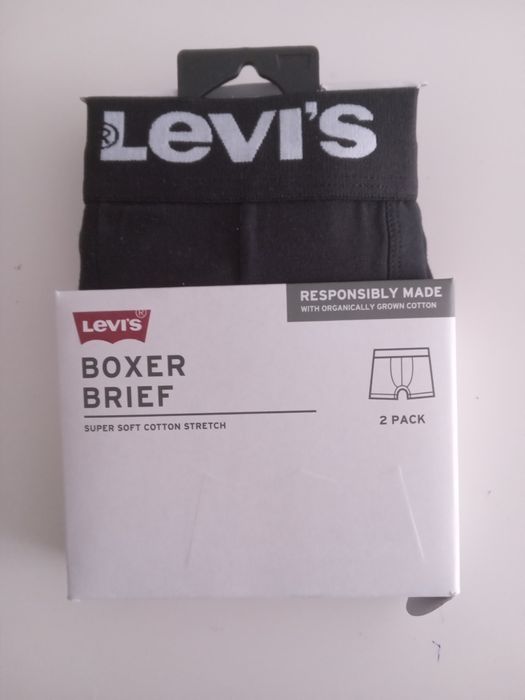 ® Levi's
RESPONSIBLY MADE
WITH ORGANICALLY GROWN COTTON
Levi's ®
BOXER
BRIEF
SUPER SOFT COTTON STRETCH
2 PACK